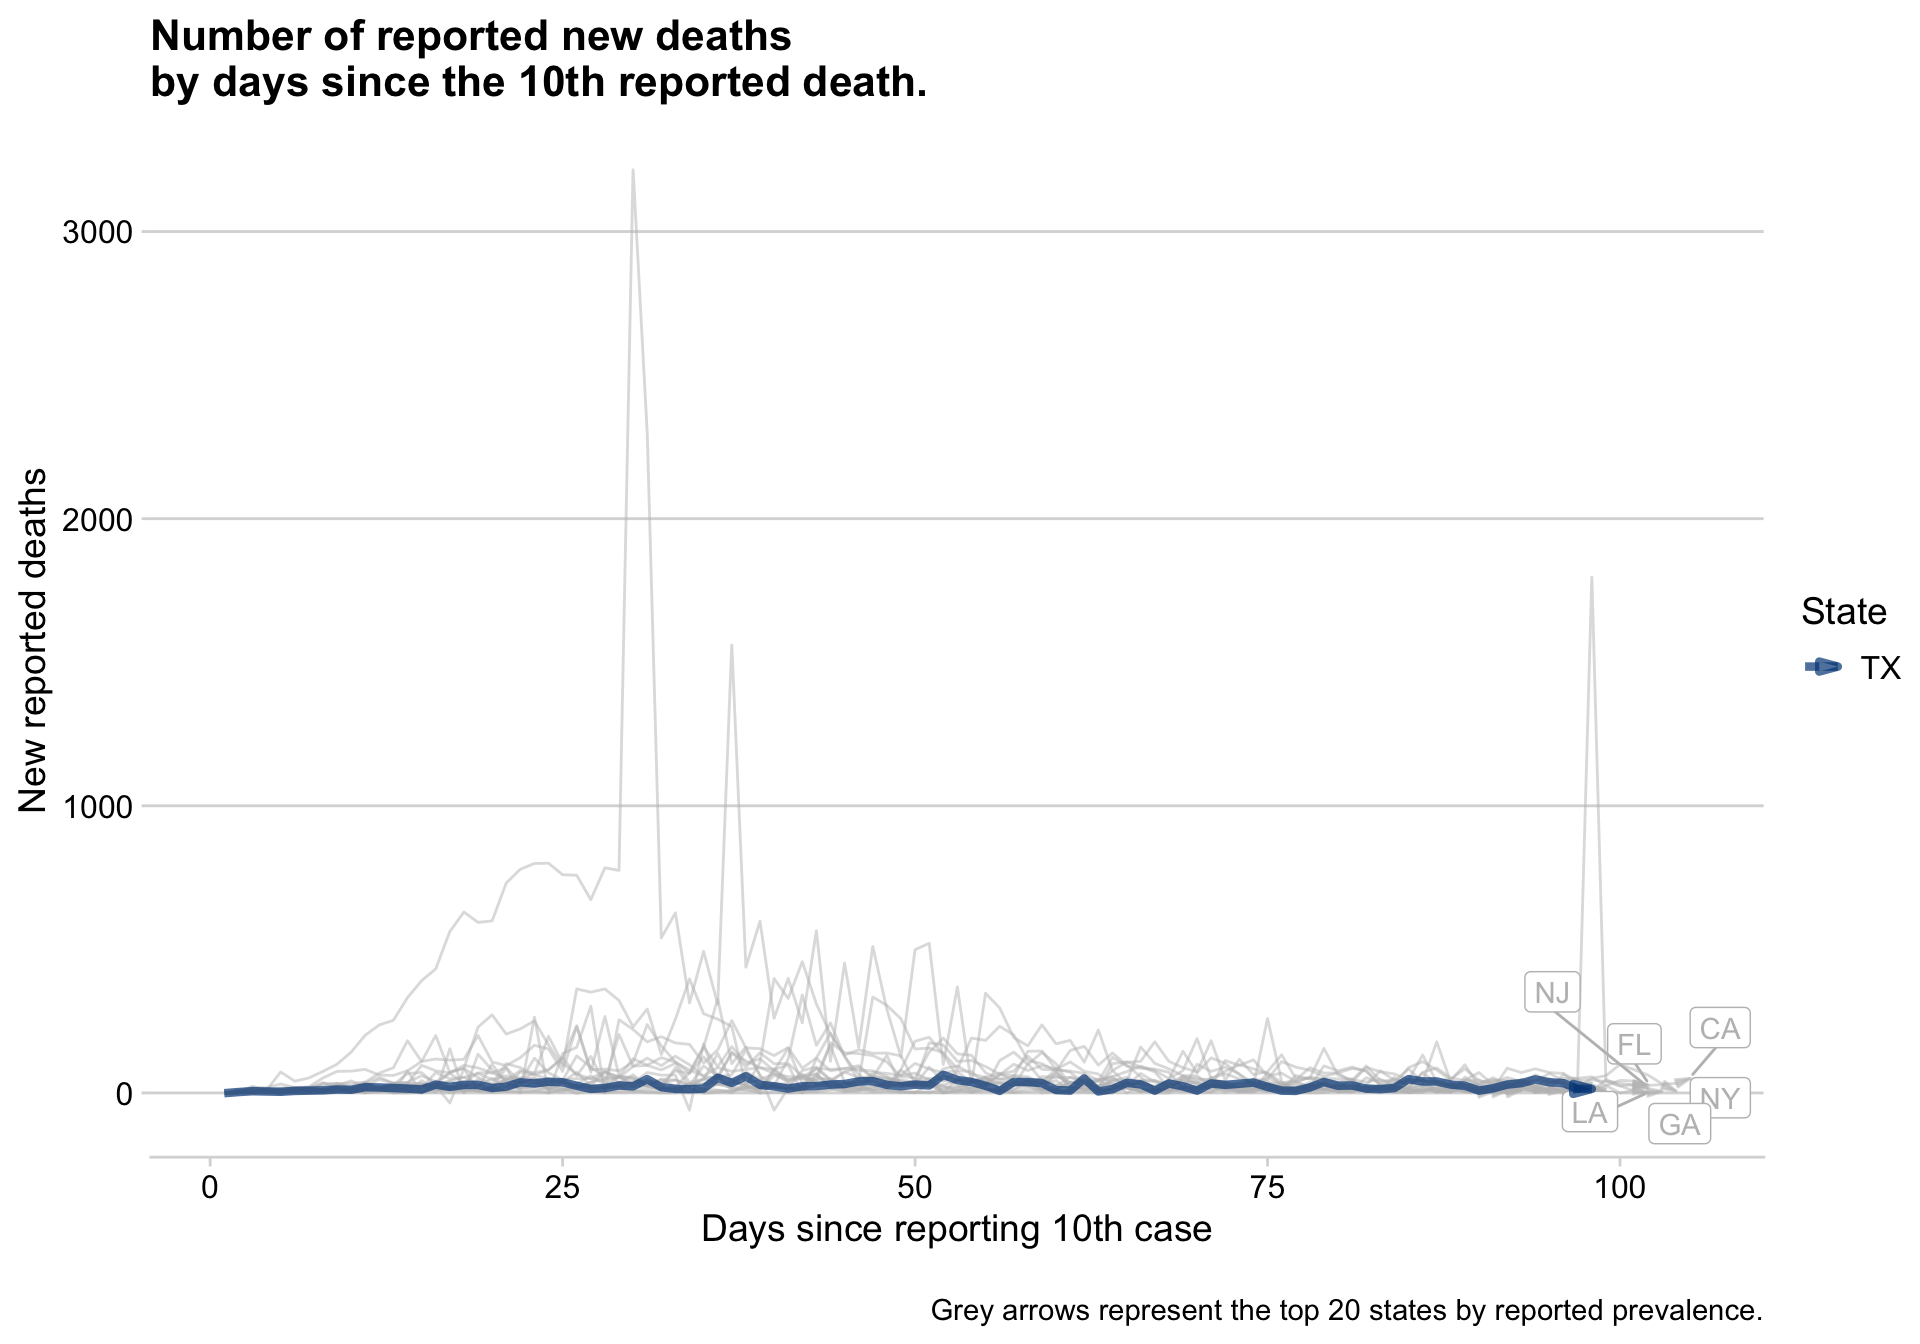 Number of reported new deaths
by days since the 10th reported death.
New reported deaths
3000
2000
1000
0
NJ
FL
CA
LA
GA
NY
State
TX
0
25
50
75
100
Days since reporting 10th case
Grey arrows represent the top 20 states by reported prevalence.